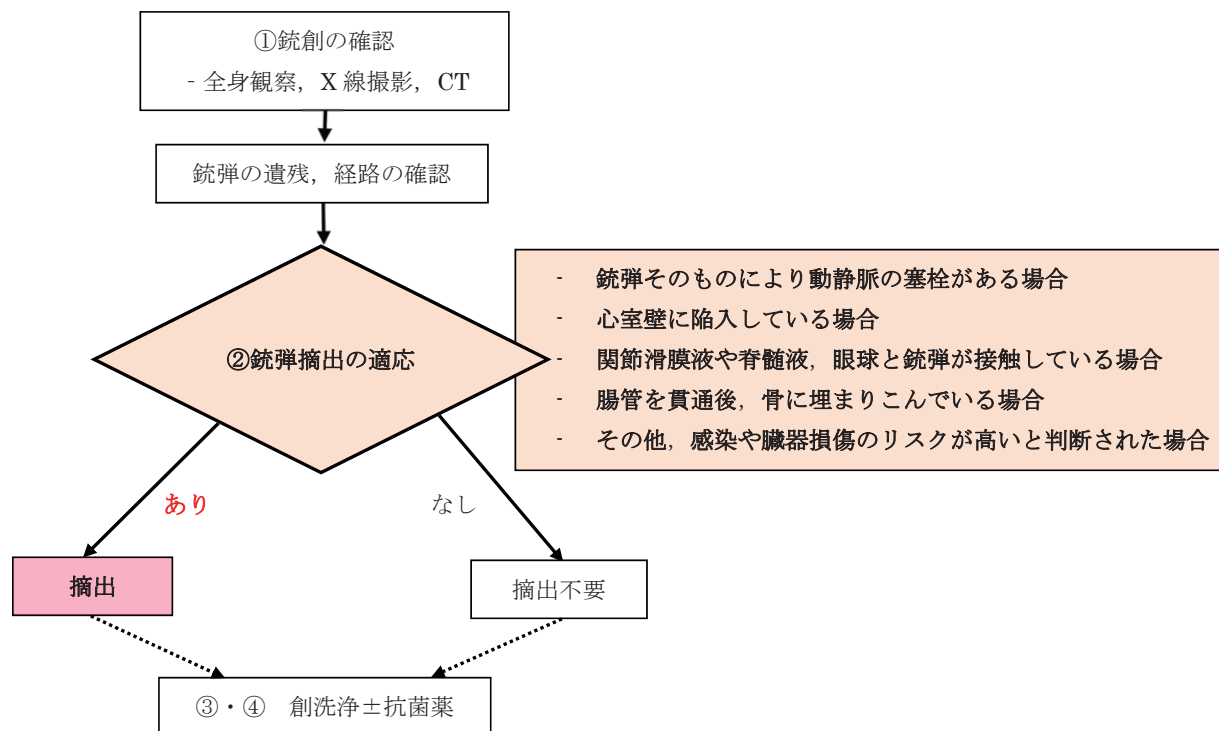 ①銃創の確認
- 全身観察，X 線撮影，CT
銃弾の遺残，経路の確認
②銃弾摘出の適応
- 銃弾そのものにより動静脈の塞栓がある場合
- 心室壁に陥入している場合
- 関節滑膜液や脊髄液，眼球と銃弾が接触している場合
- 腸管を貫通後，骨に埋まりこんでいる場合
- その他，感染や臓器損傷のリスクが高いと判断された場合
あり
なし
摘出
摘出不要
③・④　創洗浄±抗菌薬